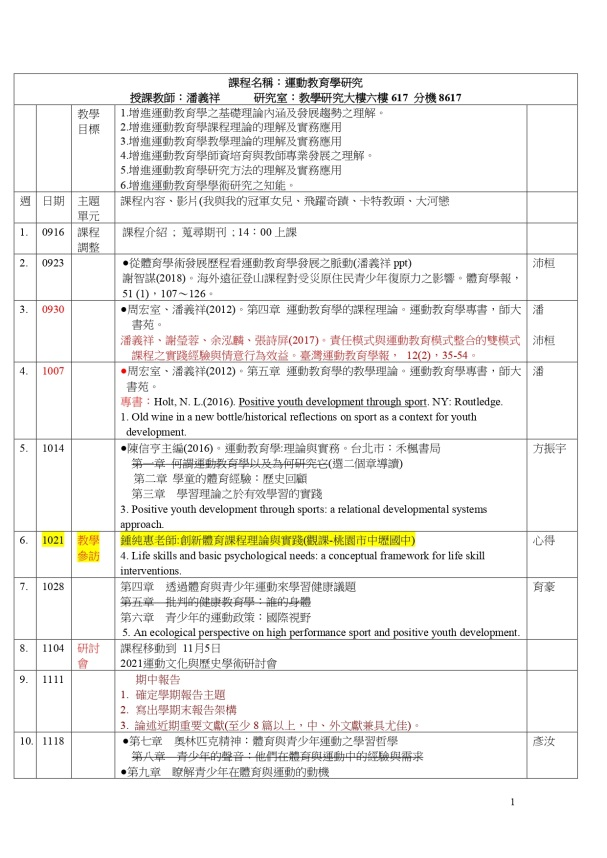 課程名稱：運動教育學研究
授課教師：潘義祥 研究室：教學研究大樓六樓 617 分機 8617
教學目標
1.增進運動教育學之基礎理論內涵及發展趨勢之理解。
2.增進運動教育學課程理論的理解及實務應用
3.增進運動教育學教學理論的理解及實務應用
4.增進運動教育學師資培育與教師專業發展之理解。
5.增進運動教育學研究方法的理解及實務應用
6.增進運動教育學學術研究之知能。
週 日期 主題單元 課程內容、影片(我與我的冠軍女兒、飛躍奇蹟、卡特教頭、大河戀
1. 0916 課程調整 課程介紹 ; 蒐尋期刊 ;14：00 上課
2. 0923 ●從體育學術發展歷程看運動教育學發展之脈動(潘義祥 ppt) 沛桓
謝智謀(2018)。海外遠征登山課程對受災原住民青少年復原力之影響。體育學報，
51 (1)，107～126。
3. 0930 ●周宏室、潘義祥(2012)。第四章 運動教育學的課程理論。運動教育學專書，師大 潘
書苑。
潘義祥、謝瑩蓉、余泓麟、張詩屏(2017)。責任模式與運動教育模式整合的雙模式 沛桓
課程之實踐經驗與情意行為效益。臺灣運動教育學報， 12(2)，35-54。
4. 1007 ●周宏室、潘義祥(2012)。第五章 運動教育學的教學理論。運動教育學專書，師大 潘
書苑。
專書：Holt, N. L.(2016). Positive youth development through sport. NY: Routledge.
1. Old wine in a new bottle/historical reflections on sport as a context for youth
development.
5. 1014 ●陳信亨主編(2016)。運動教育學:理論與實務。台北市：禾楓書局 方振宇
第一章 何謂運動教育學以及為何研究它(選二個章導讀)
第二章 學童的體育經驗：歷史回顧
第三章 學習理論之於有效學習的實踐
3. Positive youth development through sports: a relational developmental systems
approach.
6. 1021 教學參訪 鍾純惠老師:創新體育課程理論與實踐(觀課-桃園市中壢國中) 心得
4. Life skills and basic psychological needs: a conceptual framework for life skill
interventions.
7. 1028 第四章 透過體育與青少年運動來學習健康議題 育豪
第五章 批判的健康教育學：誰的身體
第六章 青少年的運動政策：國際視野
5. An ecological perspective on high performance sport and positive youth development.
8. 1104 研討會 課程移動到 11月5日
2021運動文化與歷史學術研討會
9. 1111 期中報告
1. 確定學期報告主題
2. 寫出學期末報告架構
3. 論述近期重要文獻(至少 8 篇以上，中、外文獻兼具尤佳)。
10. 1118 ●第七章 奧林匹克精神：體育與青少年運動之學習哲學 彥汝
第八章 青少年的聲音：他們在體育與運動中的經驗與需求
●第九章 瞭解青少年在體育與運動的動機
1